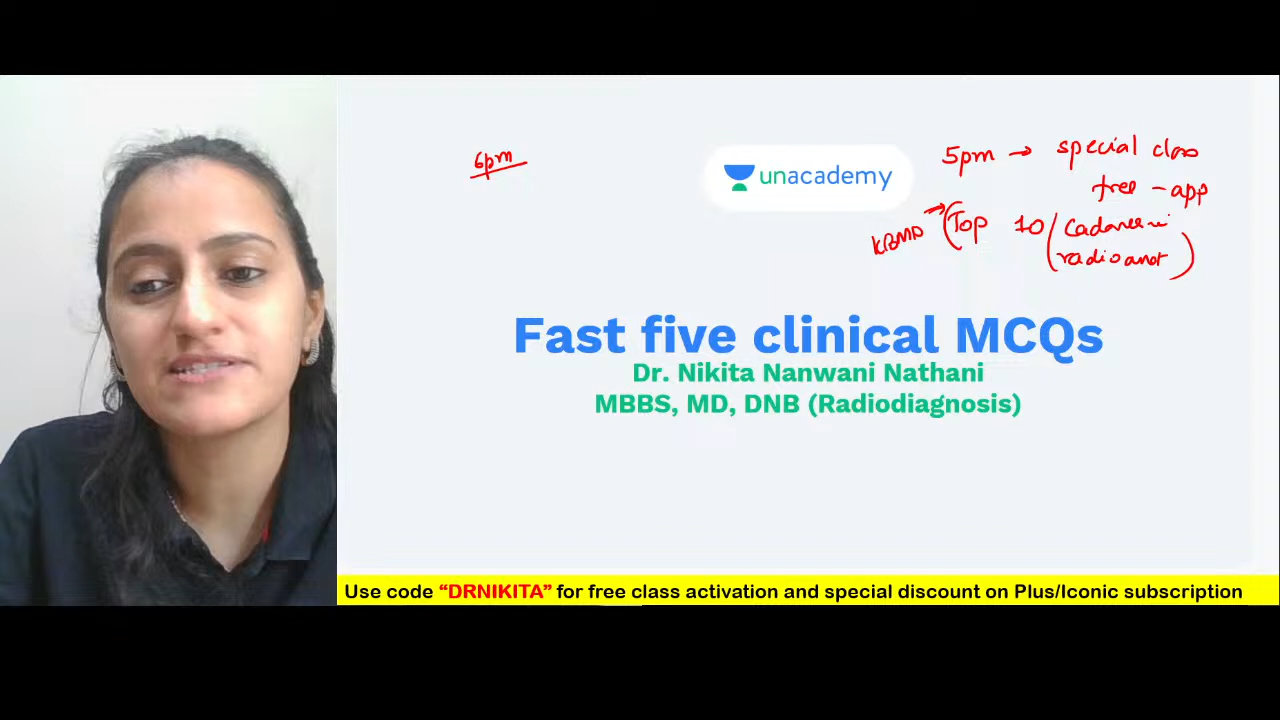 6pm
unacademy
5pm → special class
free - app
KBMD → (Top 10 (Cadaveric
radioanat)
Fast five clinical MCQs
Dr. Nikita Nanwani Nathani
MBBS, MD, DNB (Radiodiagnosis)
Use code “DRNIKITA” for free class activation and special discount on Plus/Iconic subscription